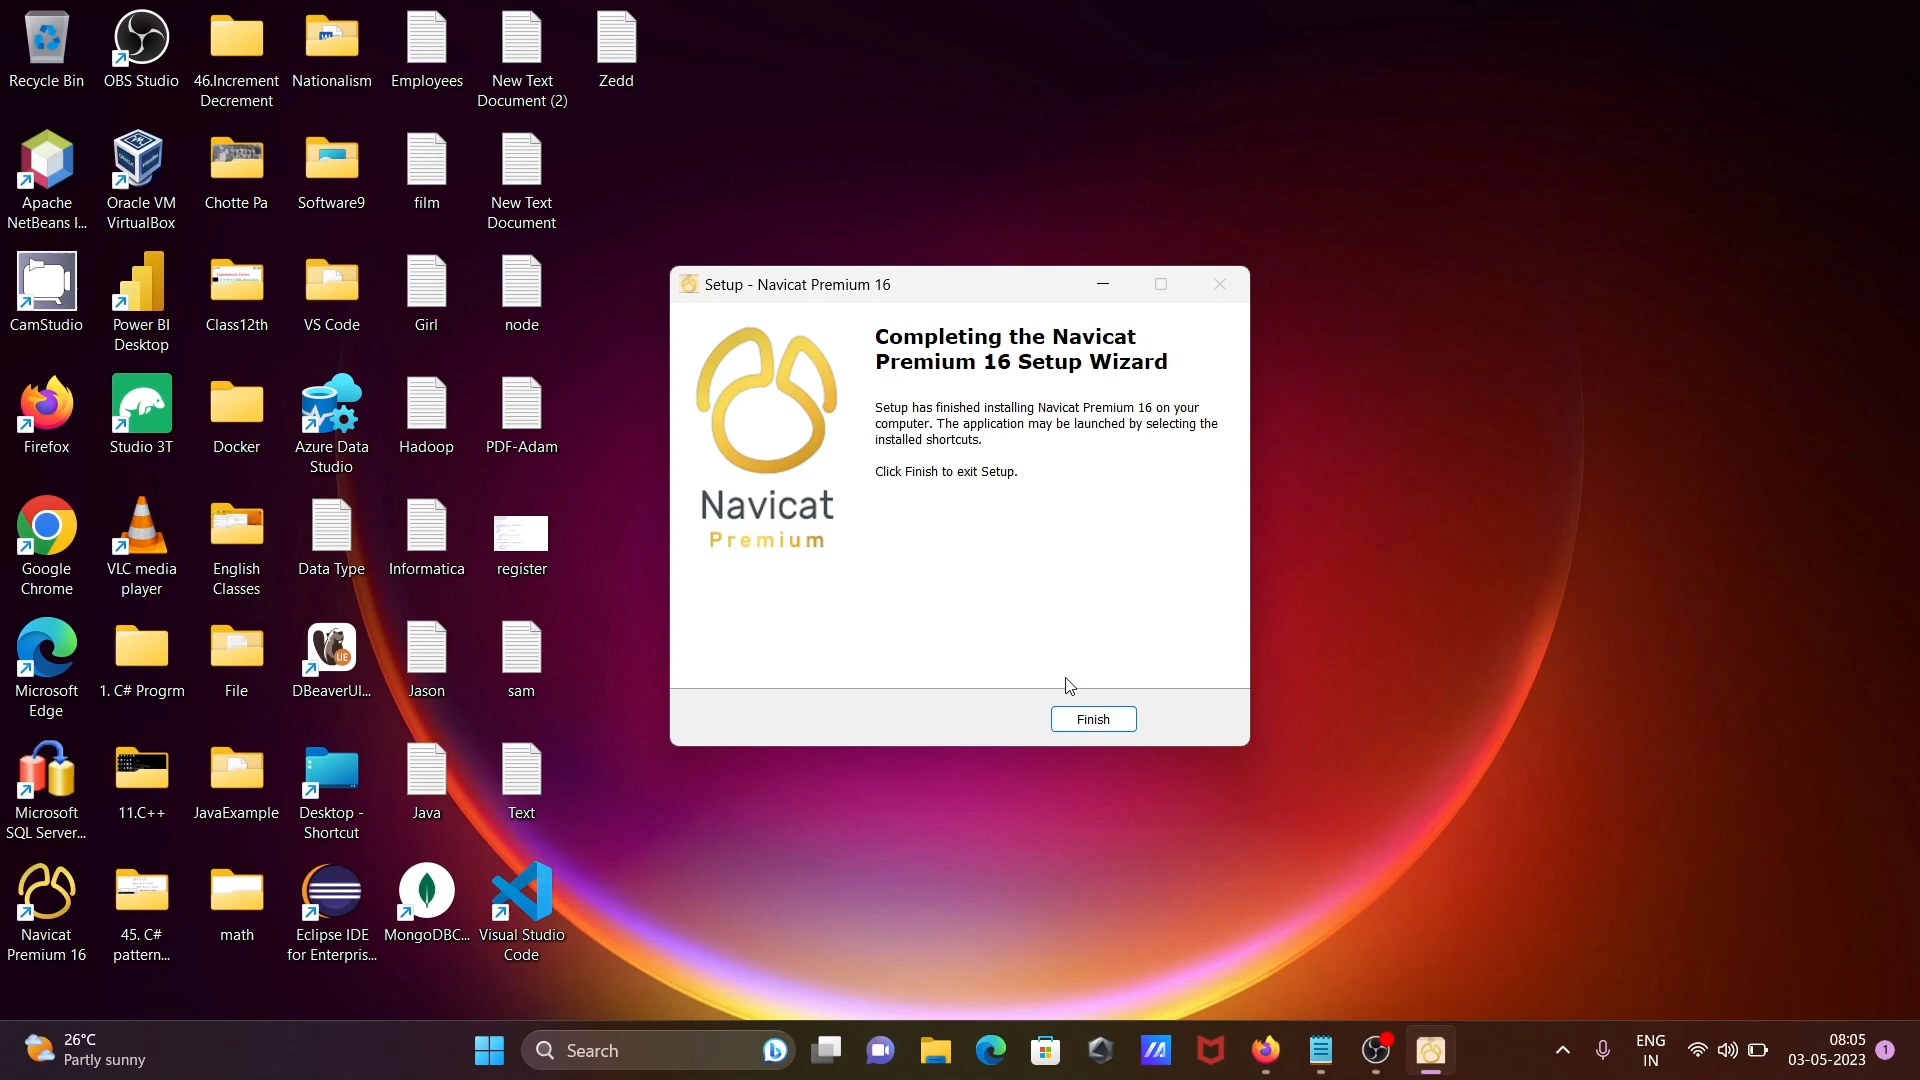 Recycle Bin
OBS Studio
46.Increment
Decrement
Nationalism
Employees
New Text
Document (2)
Zedd
Apache
NetBeans I...
Oracle VM
VirtualBox
Chotte Pa
Software9
film
New Text
Document
CamStudio
Power BI
Desktop
Class12th
VS Code
Girl
node
Firefox
Studio 3T
Docker
Azure Data
Studio
Hadoop
PDF-Adam
Google
Chrome
VLC media
player
English
Classes
Data Type
Informatica
register
Microsoft
Edge
1. C# Progrm
File
DBeaverUl...
Jason
sam
Microsoft
SQL Server...
11.C++
JavaExample
Desktop -
Shortcut
Java
Text
Navicat
Premium 16
45. C#
pattern...
math
Eclipse IDE
for Enterpris...
MongoDBC...
Visual Studio
Code
Setup - Navicat Premium 16
Navicat
Premium
Completing the Navicat
Premium 16 Setup Wizard
Setup has finished installing Navicat Premium 16 on your
computer. The application may be launched by selecting the
installed shortcuts.
Click Finish to exit Setup.
Finish
26°C
Partly sunny
Search
ENG
IN
08:05
03-05-2023
1